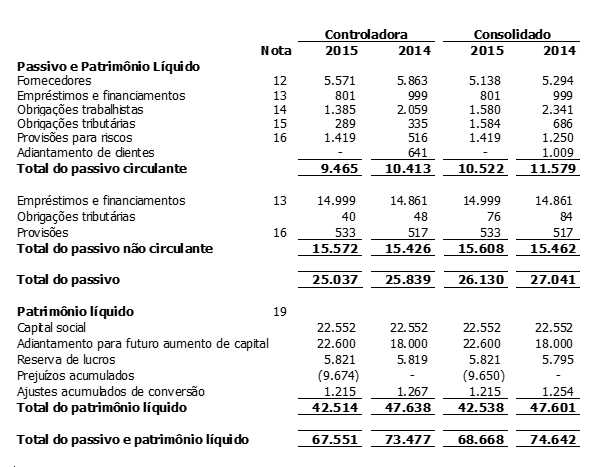 Controladora Consolidado
Nota 2015 2014 2015 2014
Passivo e Patrimônio Líquido
Fornecedores 12 5.571 5.863 5.138 5.294
Empréstimos e financiamentos 13 801 999 801 999
Obrigações trabalhistas 14 1.385 2.059 1.580 2.341
Obrigações tributárias 15 289 335 1.584 686
Provisões para riscos 16 1.419 516 1.419 1.250
Adiantamento de clientes - 641 - 1.009
Total do passivo circulante 9.465 10.413 10.522 11.579
Empréstimos e financiamentos 13 14.999 14.861 14.999 14.861
Obrigações tributárias 40 48 76 84
Provisões 16 533 517 533 517
Total do passivo não circulante 15.572 15.426 15.608 15.462
Total do passivo 25.037 25.839 26.130 27.041
Patrimônio líquido 19
Capital social 22.552 22.552 22.552 22.552
Adiantamento para futuro aumento de capital 22.600 18.000 22.600 18.000
Reserva de lucros 5.821 5.819 5.821 5.795
Prejuízos acumulados (9.674) - (9.650) -
Ajustes acumulados de conversão 1.215 1.267 1.215 1.254
Total do patrimônio líquido 42.514 47.638 42.538 47.601
Total do passivo e patrimônio líquido 67.551 73.477 68.668 74.642